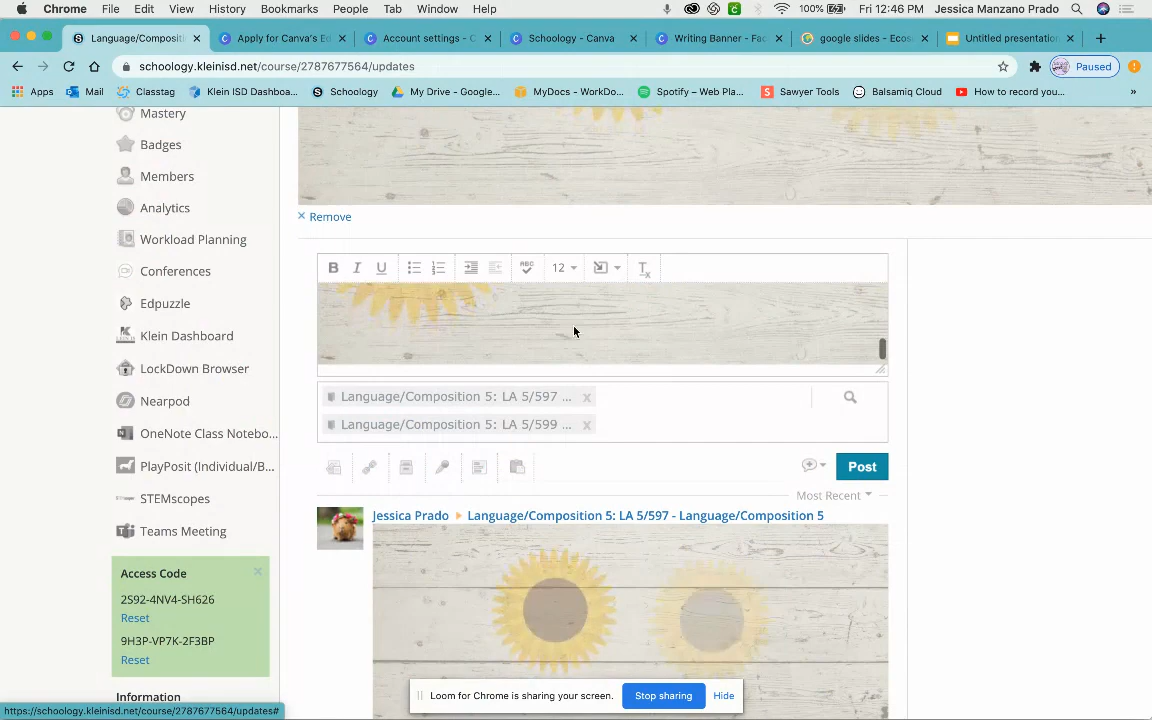 Chrome File Edit View History Bookmarks People Tab Window Help 100% Fri 12:46 PM Jessica Manzano Prado
Language/Compositi Apply for Canva's Ed Account settings - C Schoology - Canva Writing Banner - Fac google slides - Ecos Untitled presentation
schoology.kleinisd.net/course/2787677564/updates Paused
Apps Mail Classtag Klein ISD Dashboa... Schoology My Drive - Google... MyDocs - WorkDo... Spotify – Web Pla... Sawyer Tools Balsamiq Cloud How to record you... »
Mastery
Badges
Members
Analytics
Workload Planning
Conferences
Edpuzzle
Klein Dashboard
LockDown Browser
Nearpod
OneNote Class Notebo...
PlayPosit (Individual/B...
STEMscopes
Teams Meeting
Access Code
2S92-4NV4-SH626
Reset
9H3P-VP7K-2F3BP
Reset
Information
× Remove
B I U ABC 12 Tx
Language/Composition 5: LA 5/597 ... x
Language/Composition 5: LA 5/599 ... x
Post
Most Recent
Jessica Prado Language/Composition 5: LA 5/597 - Language/Composition 5
Loom for Chrome is sharing your screen. Stop sharing Hide
https://schoology.kleinisd.net/course/2787677564/updates#